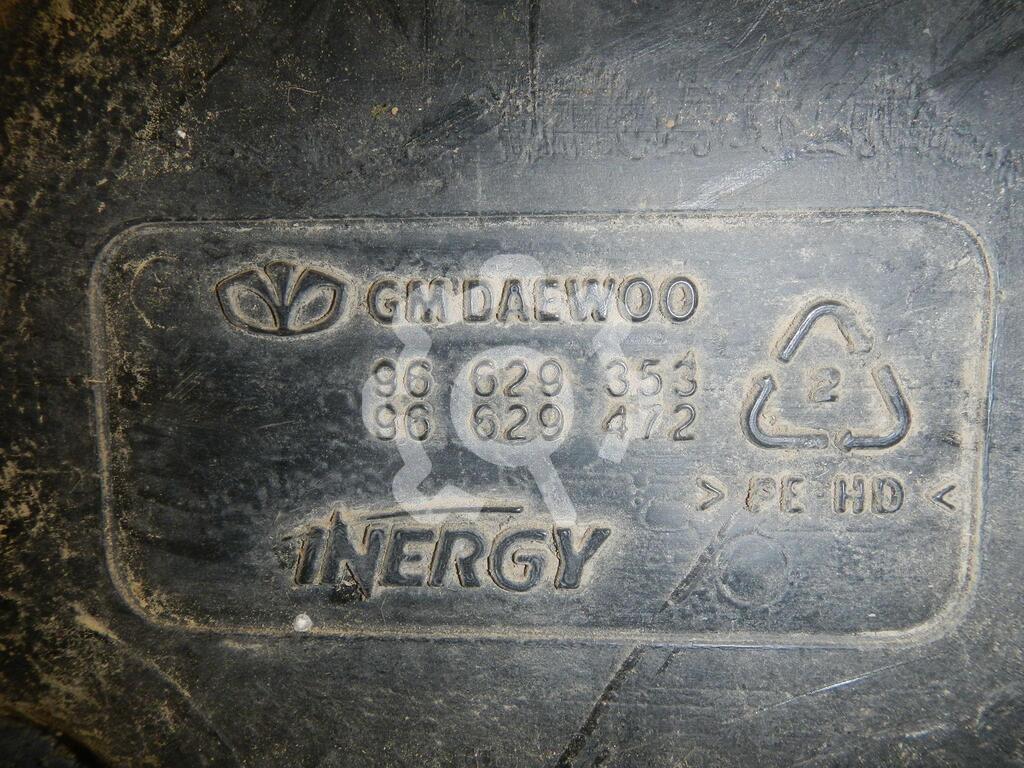 GM DAEWOO
96 629 353
96 629 472
2
> PE HD <
INERGY